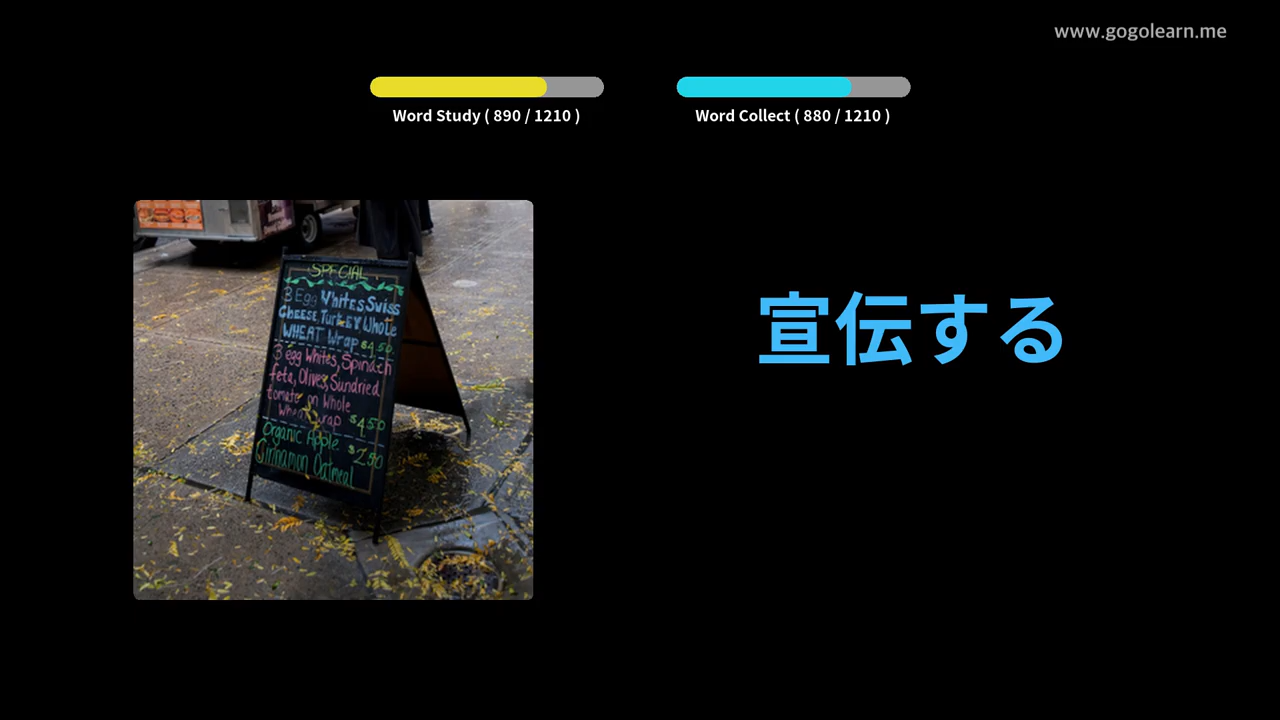 www.gogolearn.me
Word Study ( 890 / 1210 )
Word Collect ( 880 / 1210 )
宣伝する
SPECIAL
3 Egg Whites, Swiss
CHEESE, TURKEY Whole
WHEAT Wrap $4.50
3 egg Whites, Spinach
feta, Olives, Sundried
tomato on Whole
Wheat wrap $4.50
Organic Apple
Cinnamon Oatmeal $2.50